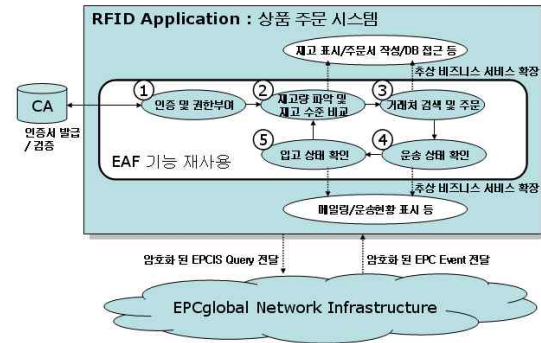 RFID Application : 상품 주문 시스템
재고 표시/주문서 작성/DB 접근 등
추상 비즈니스 서비스 확장
CA
인증서 발급
/ 검증
1
인증 및 권한부여
2
재고량 파악 및
재고 수준 비교
3
거래처 검색 및 주문
5
입고 상태 확인
4
운송 상태 확인
EAF 기능 재사용
추상 비즈니스 서비스 확장
메일링/운송현황 표시 등
암호화 된 EPCIS Query 전달
암호화 된 EPC Event 전달
EPCglobal Network Infrastructure